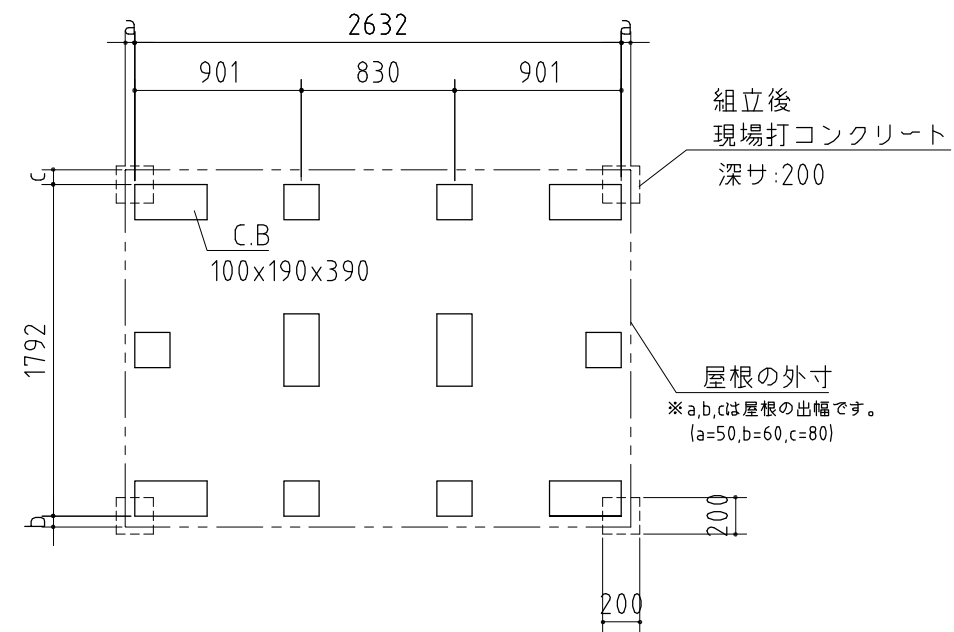 a
2632
a
901
830
901
組立後
現場打コンクリート
深サ:200
c
C.B
100x190x390
1792
屋根の外寸
※a,b,cは屋根の出幅です。
(a=50,b=60,c=80)
b
200
200